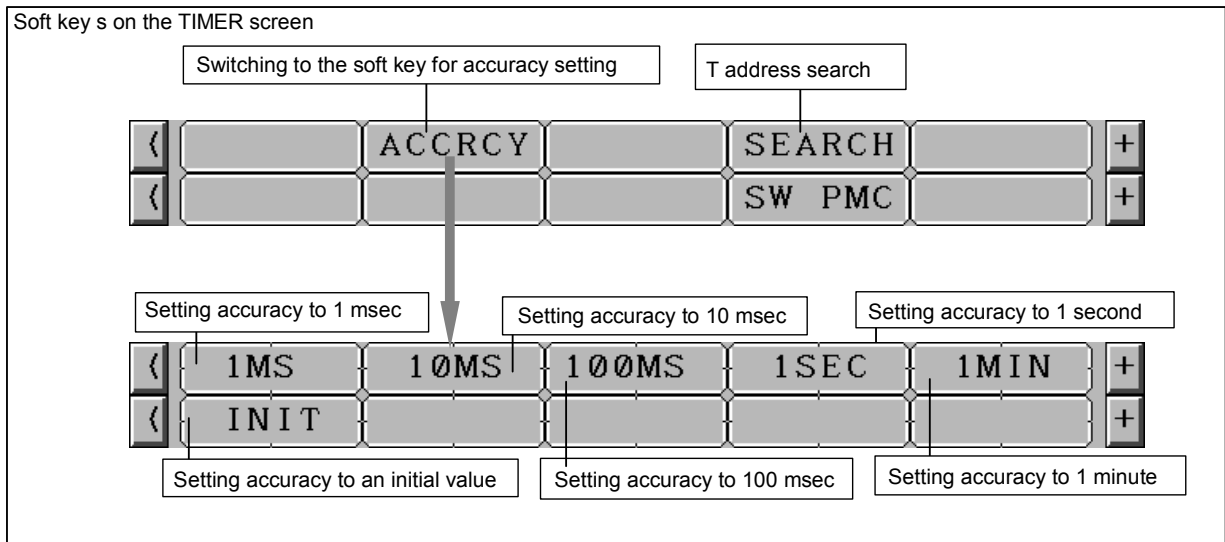 Soft key s on the TIMER screen
Switching to the soft key for accuracy setting
T address search
⟨ ACCRCY SEARCH +
⟨ SW PMC +
Setting accuracy to 1 msec
Setting accuracy to 10 msec
Setting accuracy to 1 second
⟨ 1MS 10MS 100MS 1SEC 1MIN +
⟨ INIT +
Setting accuracy to an initial value
Setting accuracy to 100 msec
Setting accuracy to 1 minute